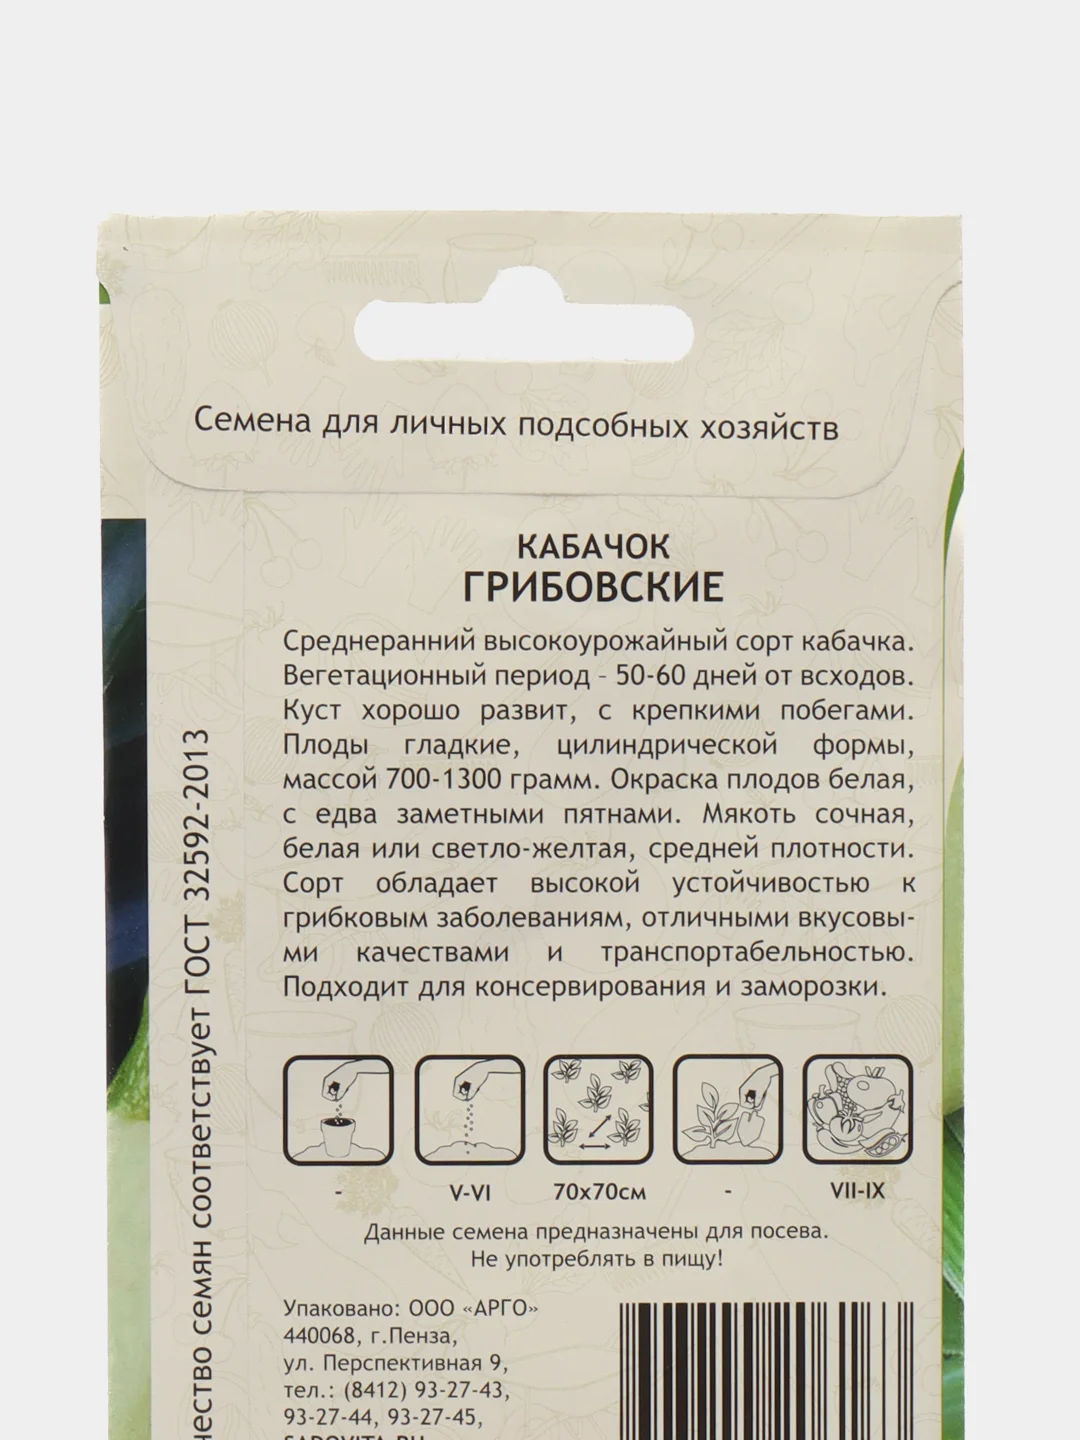 Семена для личных подсобных хозяйств
КАБАЧОК
ГРИБОВСКИЕ
Среднеранний высокоурожайный сорт кабачка.
Вегетационный период – 50-60 дней от всходов.
Куст хорошо развит, с крепкими побегами.
Плоды гладкие, цилиндрической формы,
массой 700-1300 грамм. Окраска плодов белая,
с едва заметными пятнами. Мякоть сочная,
белая или светло-желтая, средней плотности.
Сорт обладает высокой устойчивостью к
грибковым заболеваниям, отличными вкусовы-
ми качествами и транспортабельностью.
Подходит для консервирования и заморозки.
- V-VI 70х70см - VII-IX
Данные семена предназначены для посева.
Не употреблять в пищу!
Упаковано: ООО «АРГО»
440068, г.Пенза,
ул. Перспективная 9,
тел.: (8412) 93-27-43,
93-27-44, 93-27-45,
чество семян соответствует ГОСТ 32592-2013